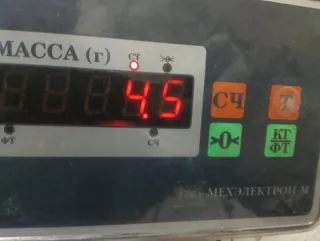 МАССА (г)
СТ >0<
4.5
СЧ Т
ФТ СЧ
>0< КГ
ФТ
МЕХЭЛЕКТРОН-М